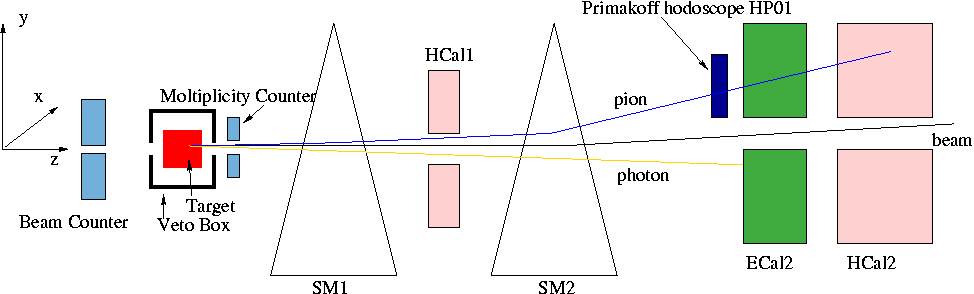 Primakoff hodoscope HP01
y
HCal1
x
Moltiplicity Counter
pion
z
beam
photon
Target
Beam Counter
Veto Box
ECal2
HCal2
SM1
SM2